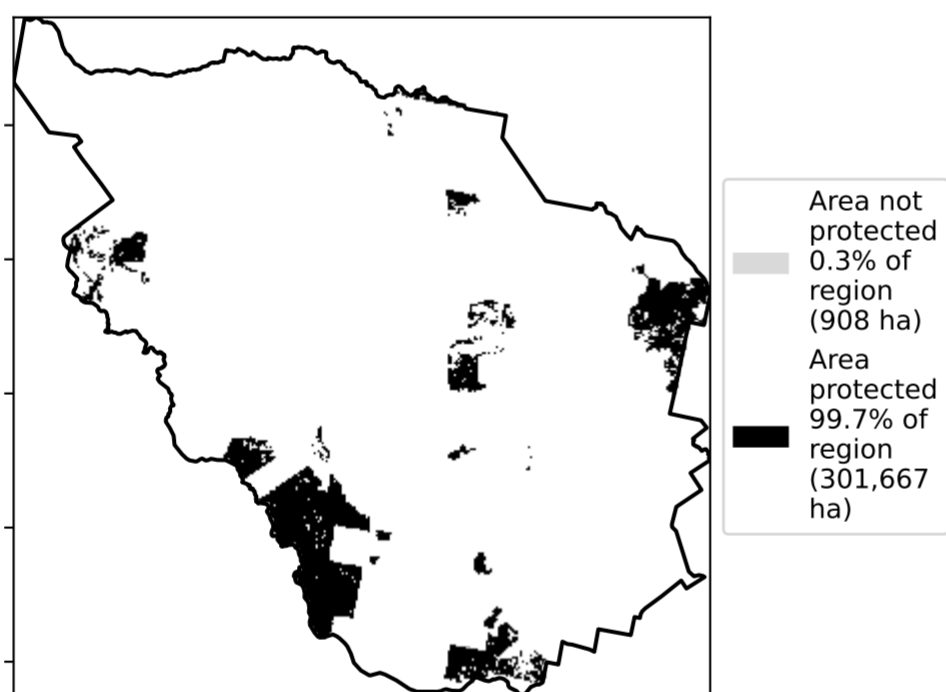 Area not
protected
0.3% of
region
(908 ha)
Area
protected
99.7% of
region
(301,667
ha)